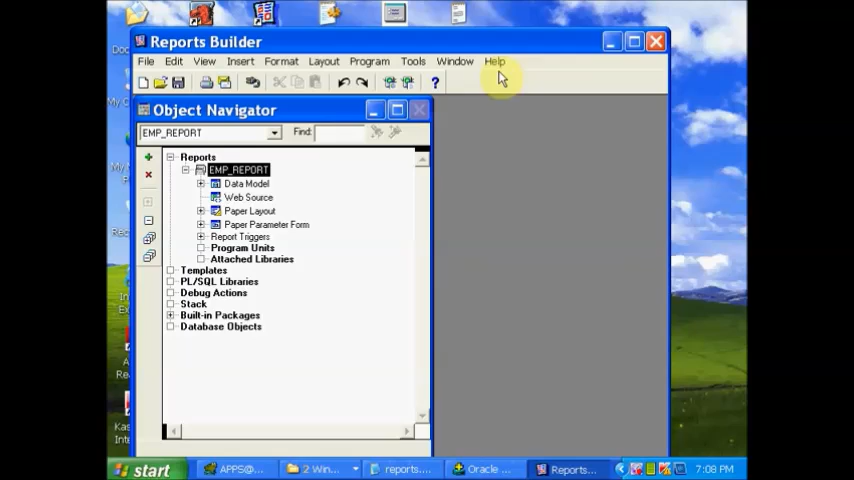 Reports Builder
File Edit View Insert Format Layout Program Tools Window Help
Object Navigator
EMP_REPORT Find:
Reports
EMP_REPORT
Data Model
Web Source
Paper Layout
Paper Parameter Form
Report Triggers
Program Units
Attached Libraries
Templates
PL/SQL Libraries
Debug Actions
Stack
Built-in Packages
Database Objects
start APPS@... 2 Win... reports.... Oracle ... Reports... 7:08 PM